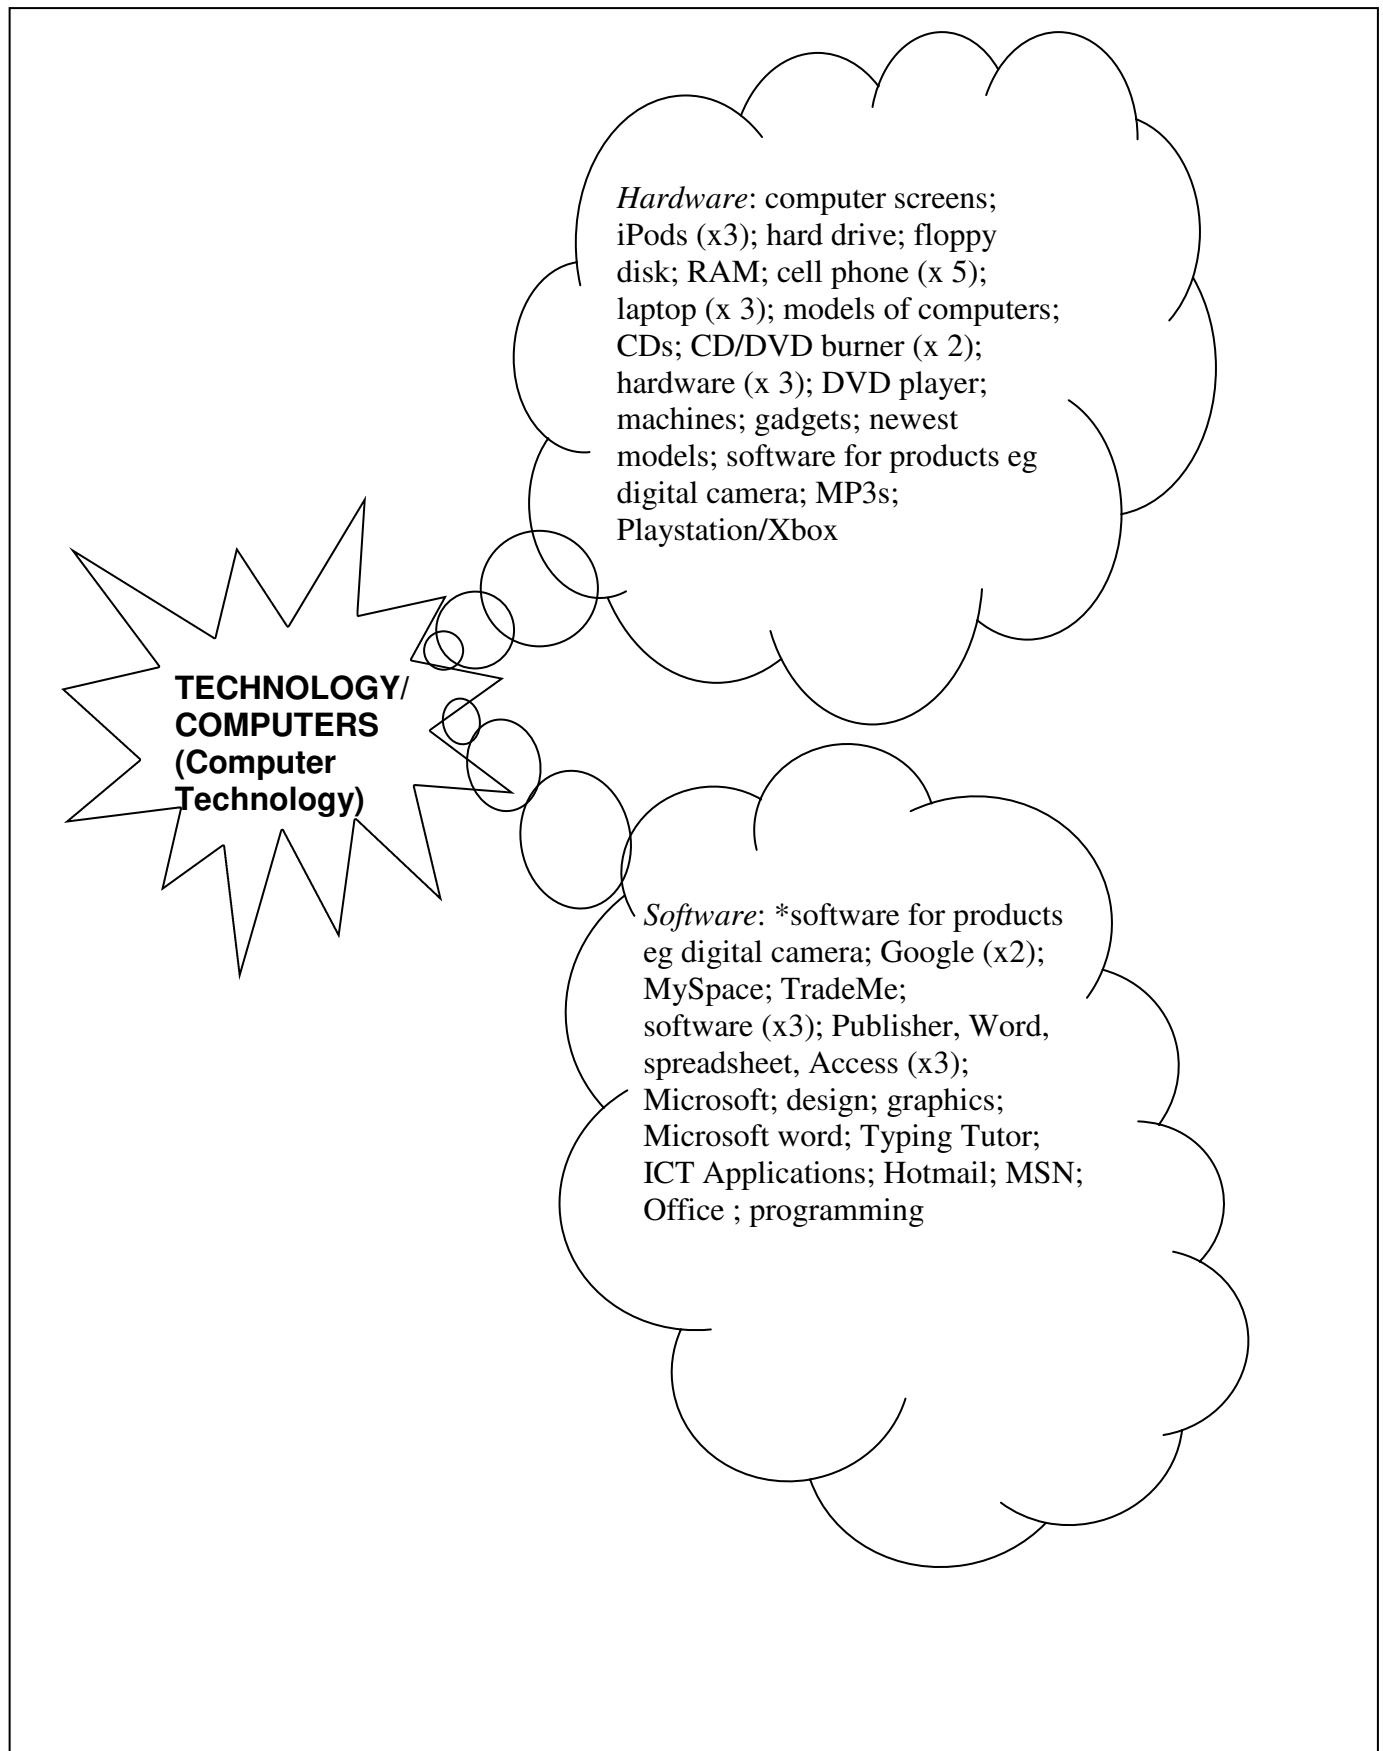 Hardware: computer screens;
iPods (x3); hard drive; floppy
disk; RAM; cell phone (x 5);
laptop (x 3); models of computers;
CDs; CD/DVD burner (x 2);
hardware (x 3); DVD player;
machines; gadgets; newest
models; software for products eg
digital camera; MP3s;
Playstation/Xbox
TECHNOLOGY/
COMPUTERS
(Computer
Technology)
Software: *software for products
eg digital camera; Google (x2);
MySpace; TradeMe;
software (x3); Publisher, Word,
spreadsheet, Access (x3);
Microsoft; design; graphics;
Microsoft word; Typing Tutor;
ICT Applications; Hotmail; MSN;
Office ; programming